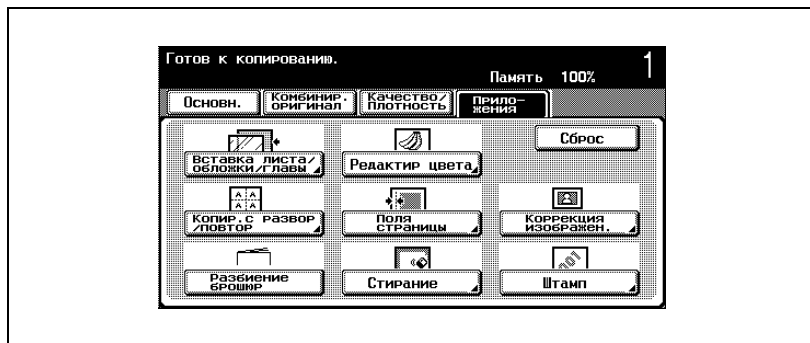 Готов к копированию.
Память 100% 1
Основн.
Комбинир.
оригинал
Качество/
плотность
Прило-
жения
Сброс
Вставка листа/
обложки/главы
Редактир цвета
A A
A A
Копир.с развор
/повтор
Поля
страницы
Коррекция
изображен.
001
Разбиение
брошюр
Стирание
Штамп